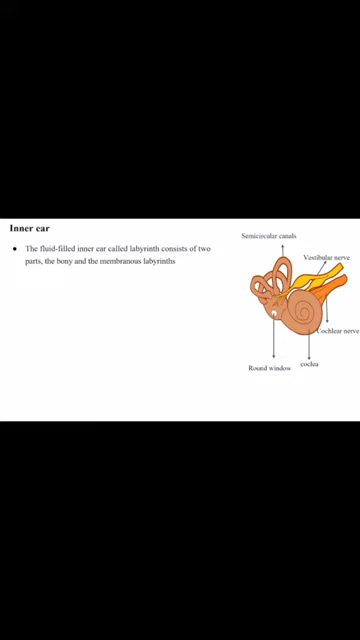 Inner ear
● The fluid-filled inner ear called labyrinth consists of two
parts, the bony and the membranous labyrinths
Semicircular canals
Vestibular nerve
Cochlear nerve
Round window
coclea